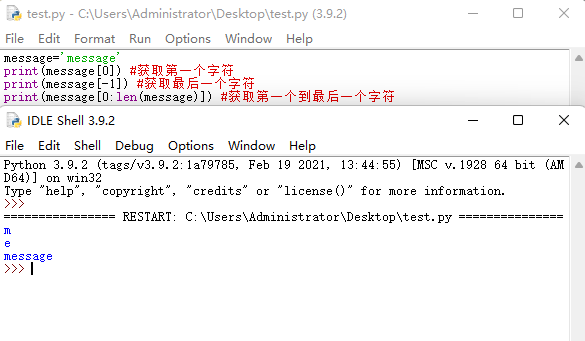 test.py - C:\Users\Administrator\Desktop\test.py (3.9.2)
File Edit Format Run Options Window Help
message='message'
print(message[0]) #获取第一个字符
print(message[-1]) #获取最后一个字符
print(message[0:len(message)]) #获取第一个到最后一个字符
IDLE Shell 3.9.2
File Edit Shell Debug Options Window Help
Python 3.9.2 (tags/v3.9.2:1a79785, Feb 19 2021, 13:44:55) [MSC v.1928 64 bit (AM
D64)] on win32
Type "help", "copyright", "credits" or "license()" for more information.
>>>
=============== RESTART: C:\Users\Administrator\Desktop\test.py ===============
m
e
message
>>>